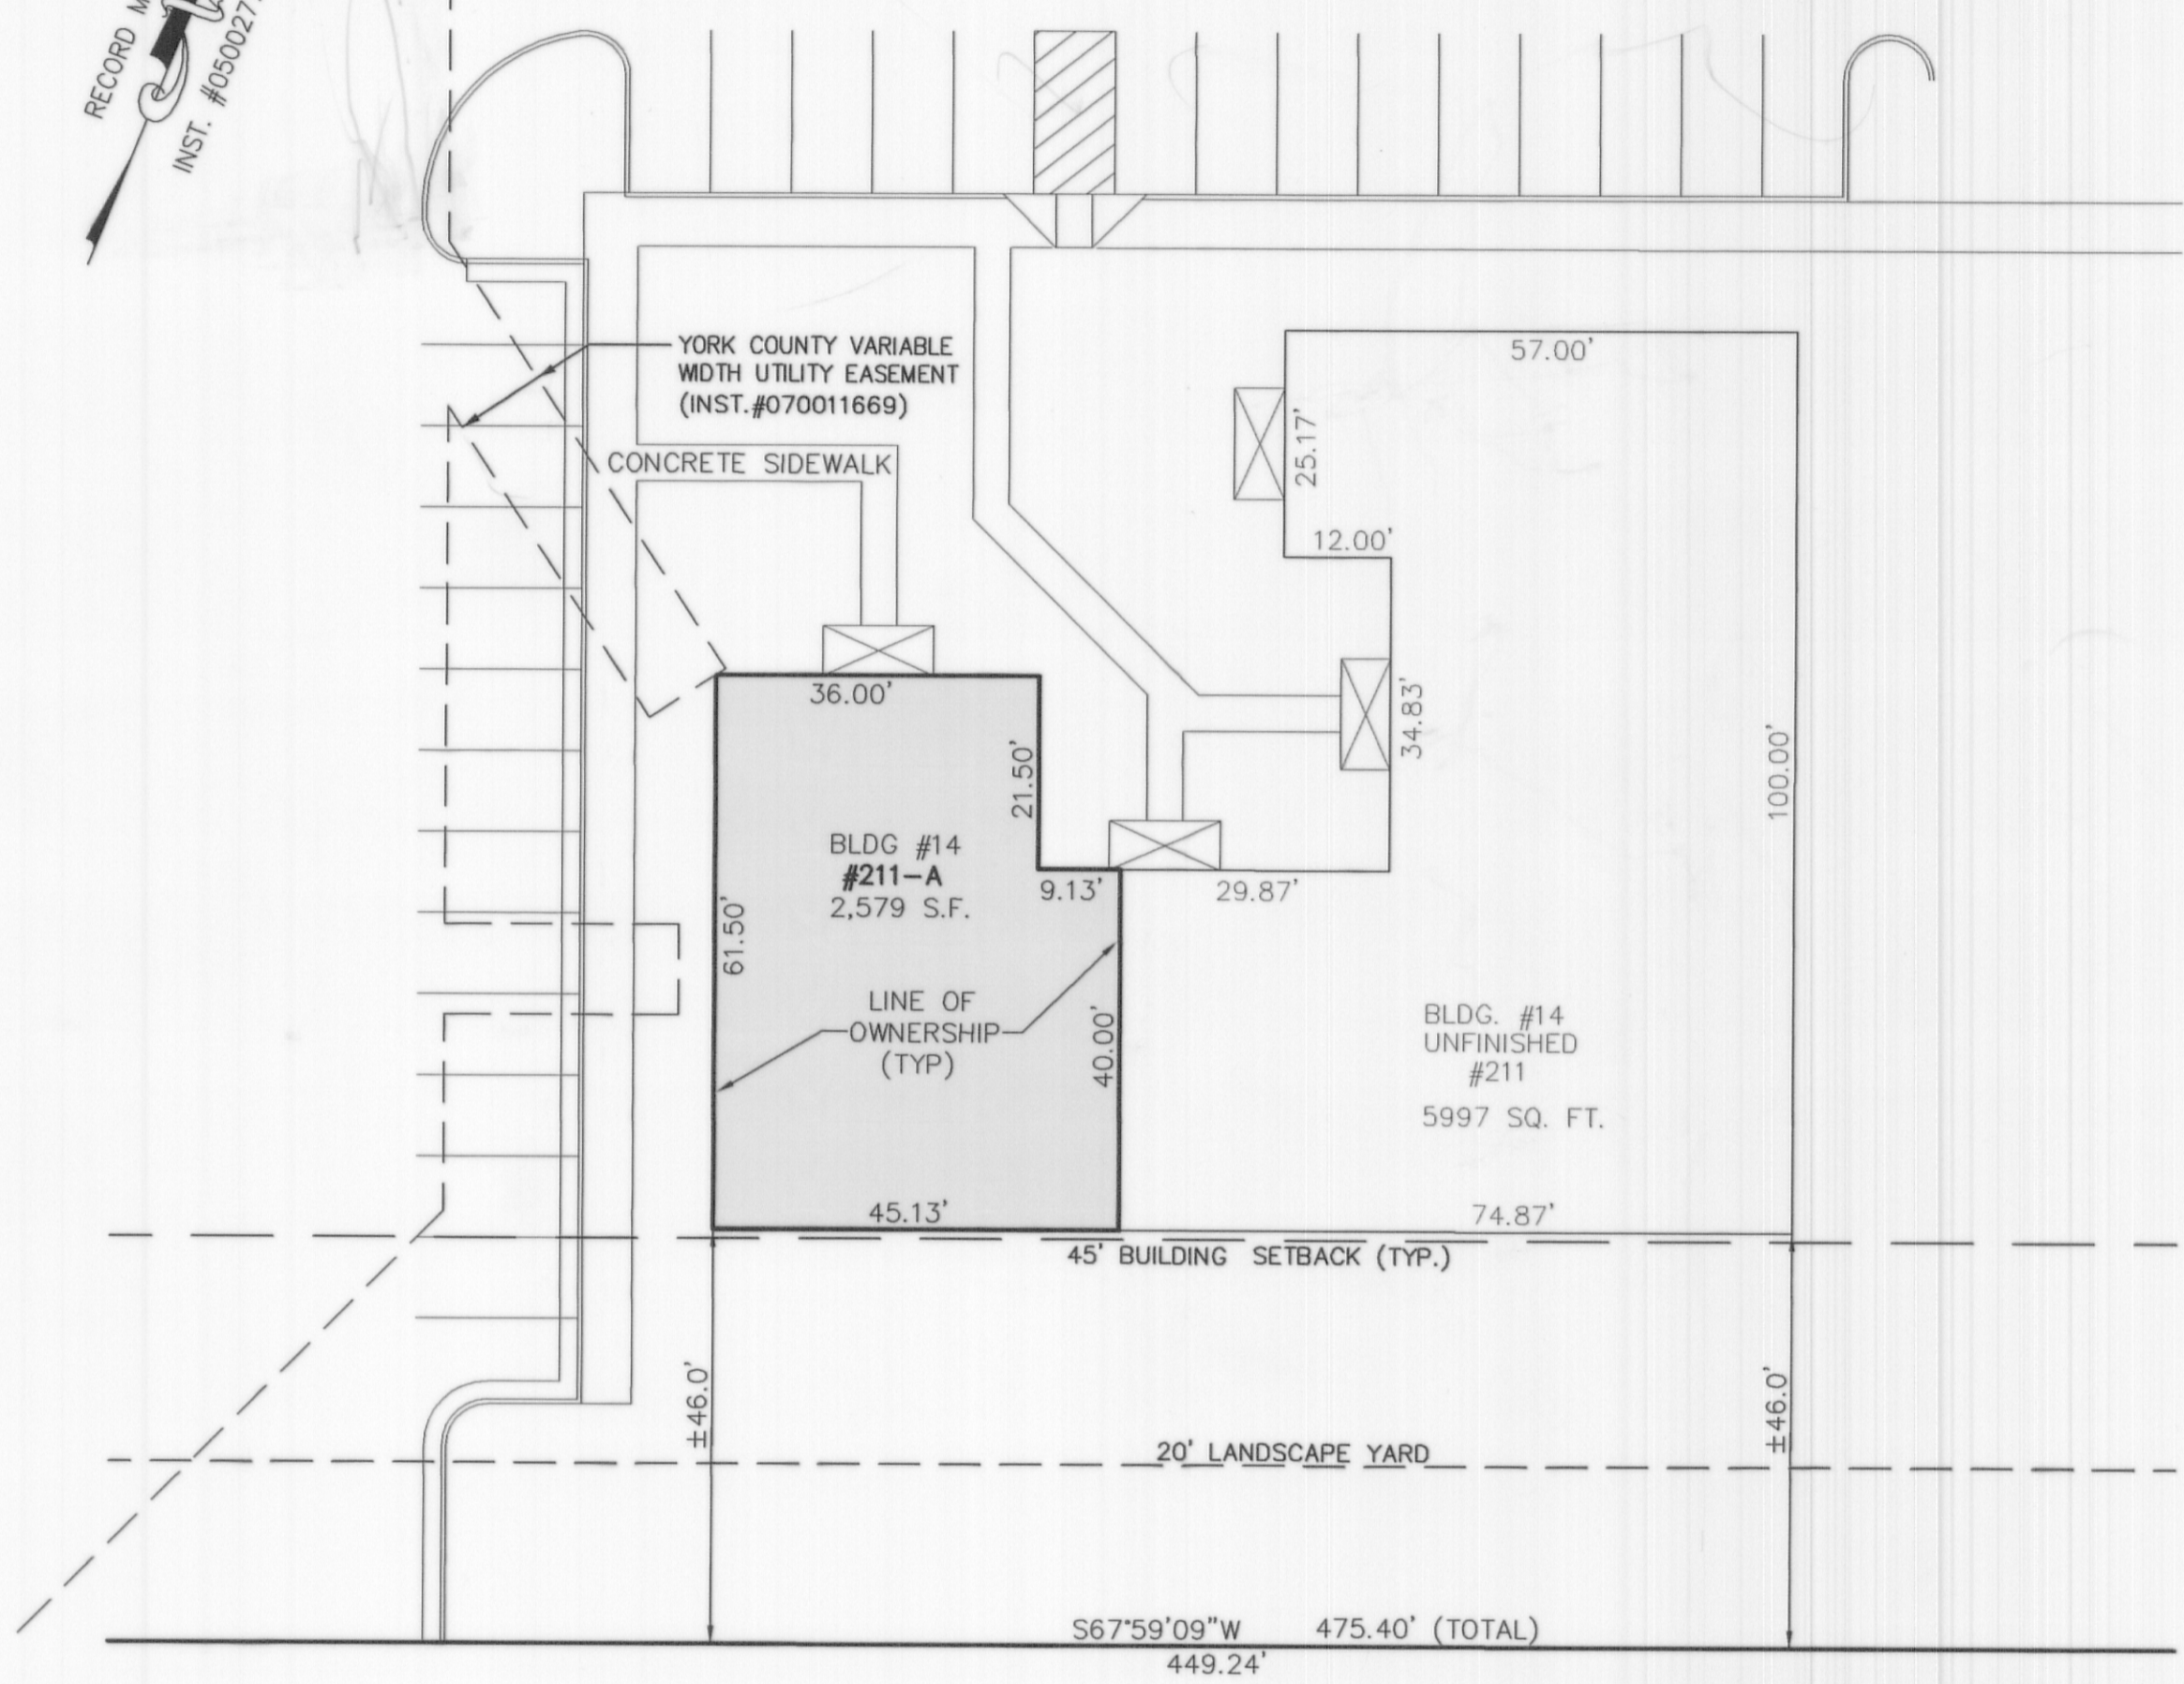 RECORD
INST.
YORK COUNTY VARIABLE
WIDTH UTILITY EASEMENT
(INST.#070011669)
57.00'
25.17'
CONCRETE SIDEWALK
12.00'
36.00'
34.83'
21.50'
100.00'
BLDG #14
#211-A
2,579 S.F.
9.13'
29.87'
61.50'
LINE OF
OWNERSHIP
(TYP)
40.00'
BLDG. #14
UNFINISHED
#211
5997 SQ. FT.
45.13'
74.87'
45' BUILDING SETBACK (TYP.)
±46.0'
±46.0'
20' LANDSCAPE YARD
S67°59'09"W 475.40' (TOTAL)
449.24'